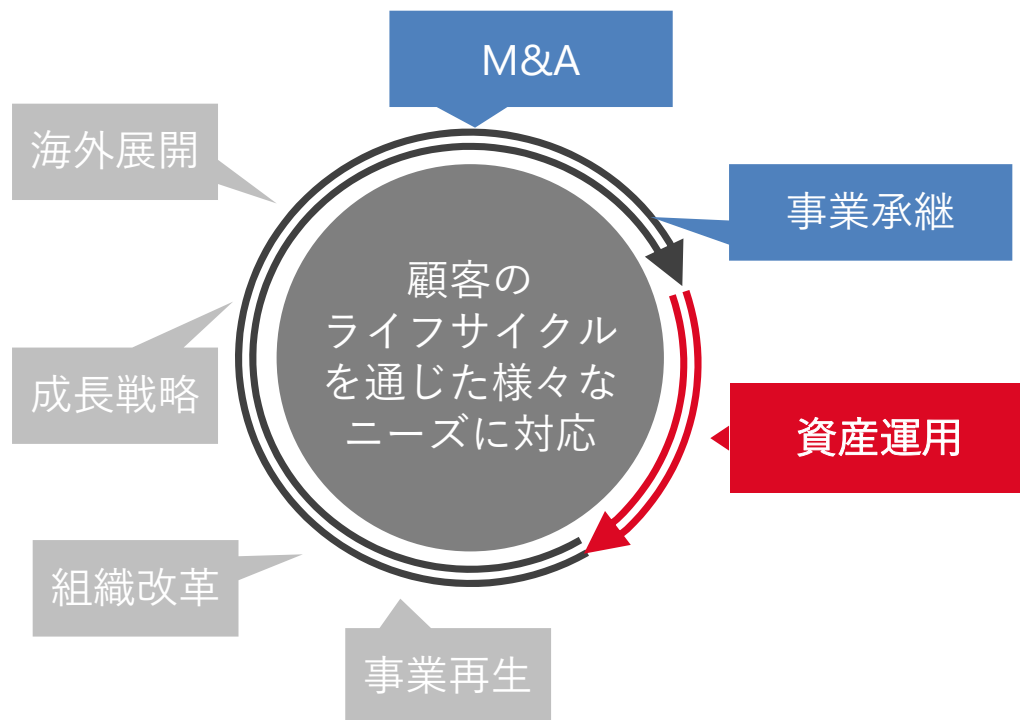 M&A
海外展開
事業承継
顧客の
ライフサイクル
を通じた様々な
ニーズに対応
成長戦略
資産運用
組織改革
事業再生